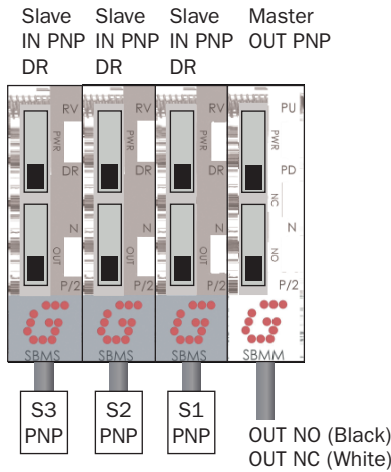 Slave Slave Slave Master
IN PNP IN PNP IN PNP OUT PNP
DR DR DR
RV RV RV PU
PWR PWR PWR PWR
DR DR DR PD
NC
N N N N
OUT OUT OUT NO
P/2 P/2 P/2 P/2
G G G G
SBMS SBMS SBMS SBMM
S3 S2 S1
PNP PNP PNP
OUT NO (Black)
OUT NC (White)